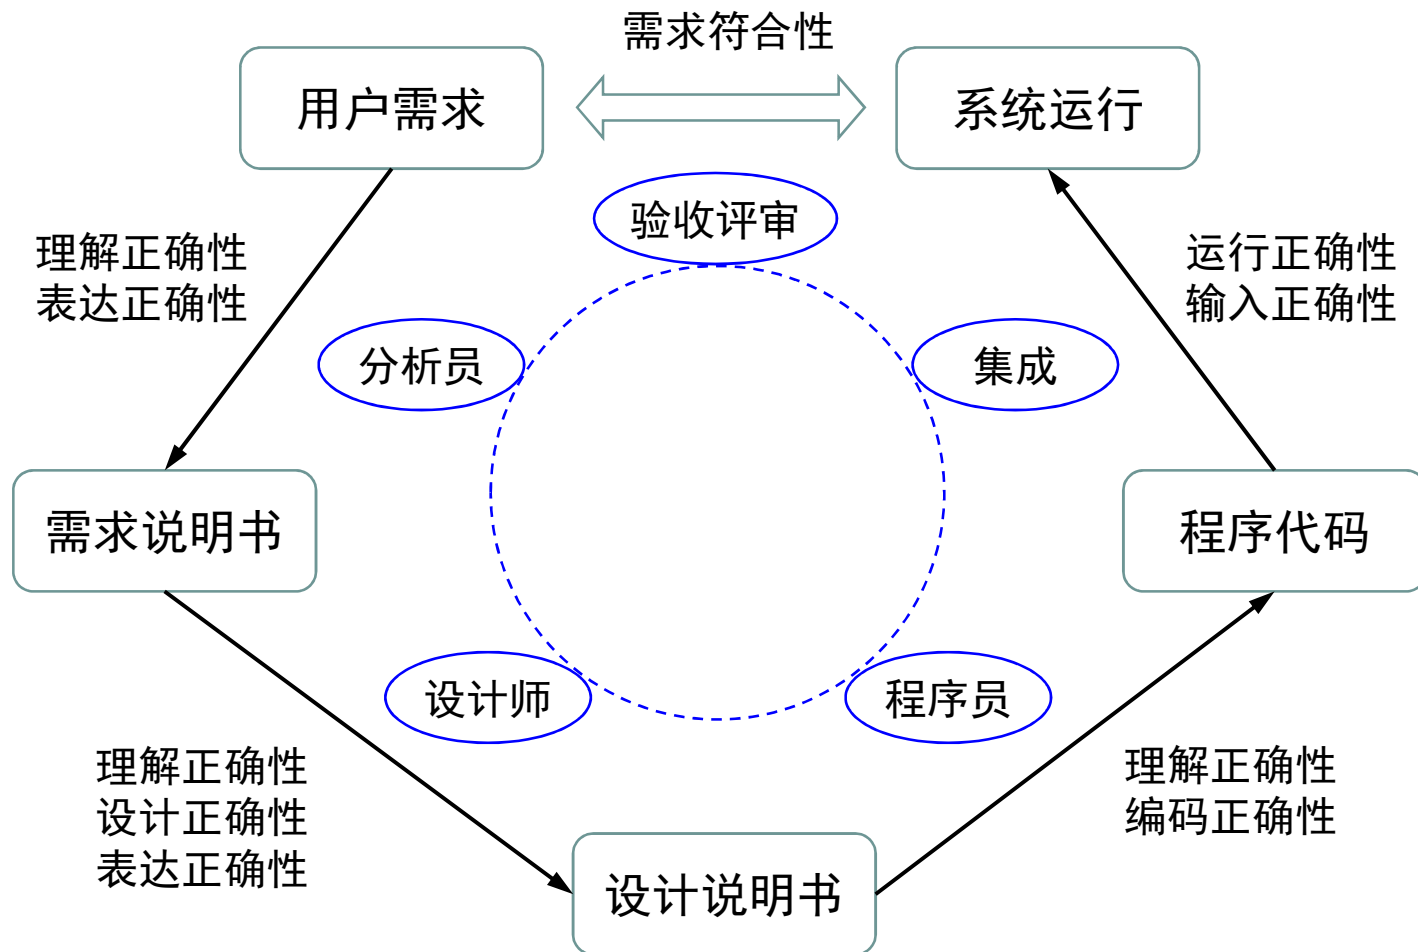 需求符合性
用户需求
系统运行
验收评审
理解正确性
表达正确性
运行正确性
输入正确性
分析员
集成
需求说明书
程序代码
设计师
程序员
理解正确性
设计正确性
表达正确性
理解正确性
编码正确性
设计说明书